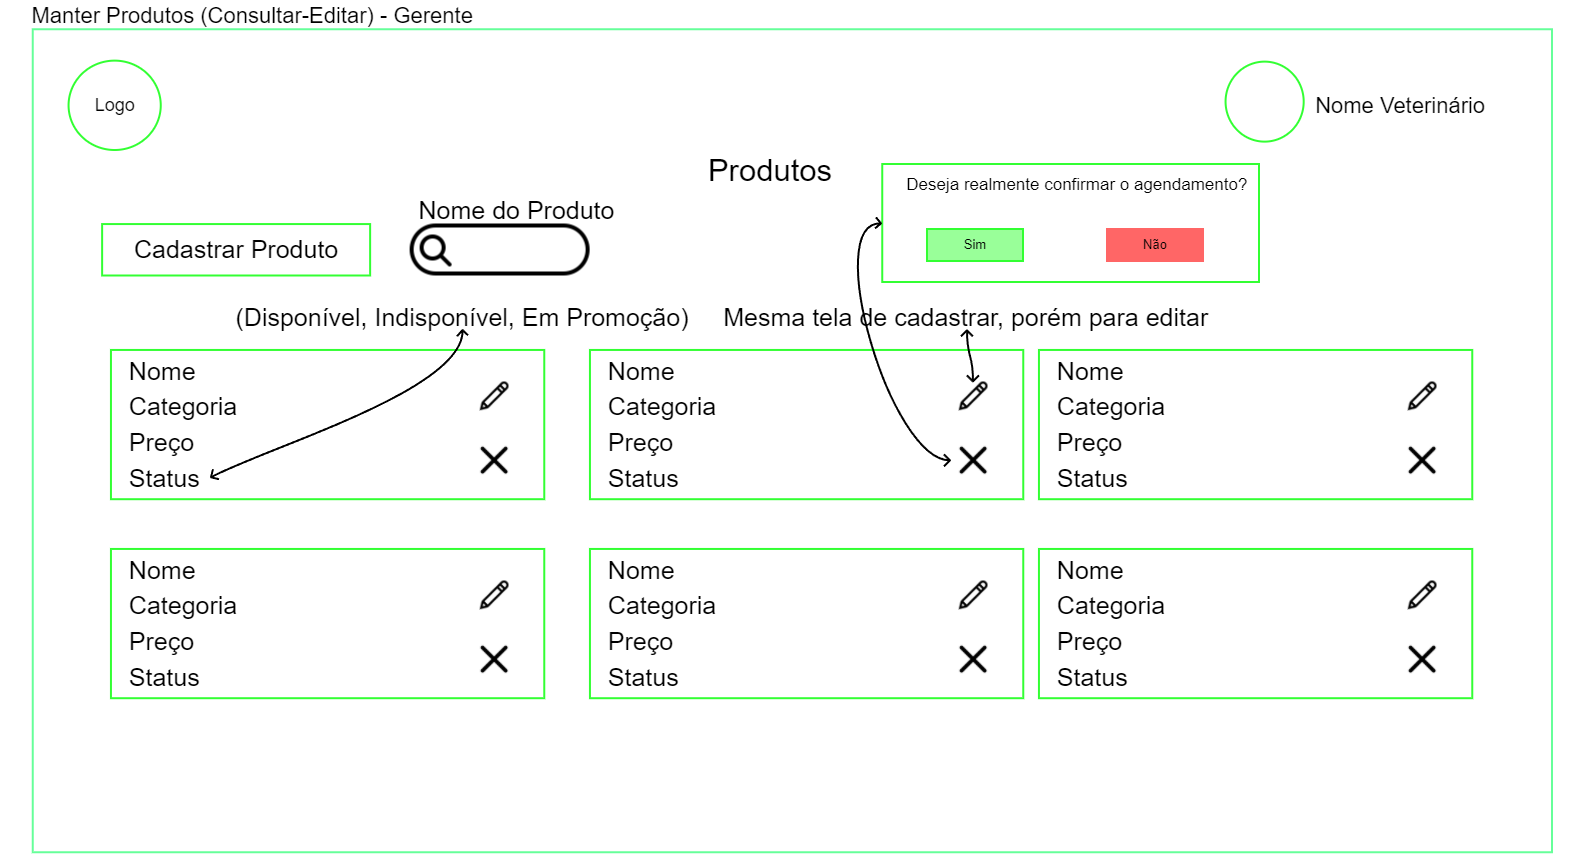 Manter Produtos (Consultar-Editar) - Gerente
Logo
Nome Veterinário
Produtos
Deseja realmente confirmar o agendamento?
Sim
Não
Nome do Produto
Cadastrar Produto
(Disponível, Indisponível, Em Promoção)
Mesma tela de cadastrar, porém para editar
Nome
Categoria
Preço
Status
Nome
Categoria
Preço
Status
Nome
Categoria
Preço
Status
Nome
Categoria
Preço
Status
Nome
Categoria
Preço
Status
Nome
Categoria
Preço
Status